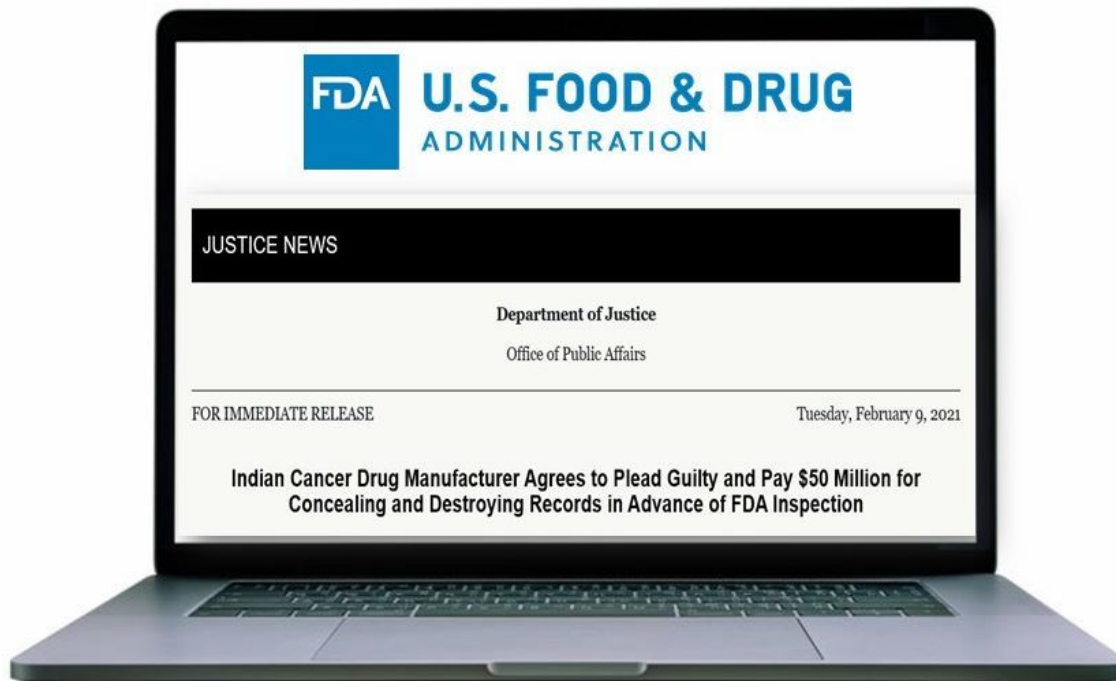 FDA U.S. FOOD & DRUG
ADMINISTRATION
JUSTICE NEWS
Department of Justice
Office of Public Affairs
FOR IMMEDIATE RELEASE Tuesday, February 9, 2021
Indian Cancer Drug Manufacturer Agrees to Plead Guilty and Pay $50 Million for
Concealing and Destroying Records in Advance of FDA Inspection